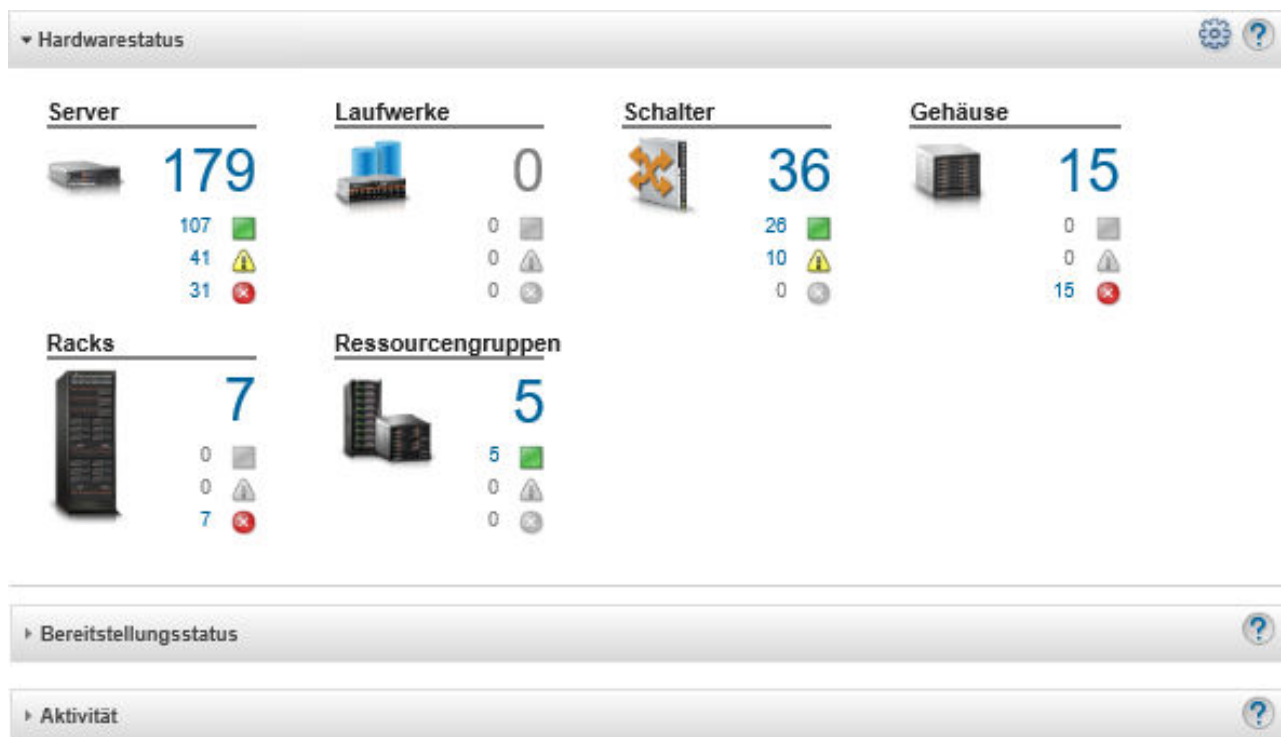 Hardwarestatus
Server
179
107
41
31
Laufwerke
0
0
0
0
Schalter
36
26
10
0
Gehäuse
15
0
0
15
Racks
7
0
0
7
Ressourcengruppen
5
5
0
0
Bereitstellungsstatus
Aktivität